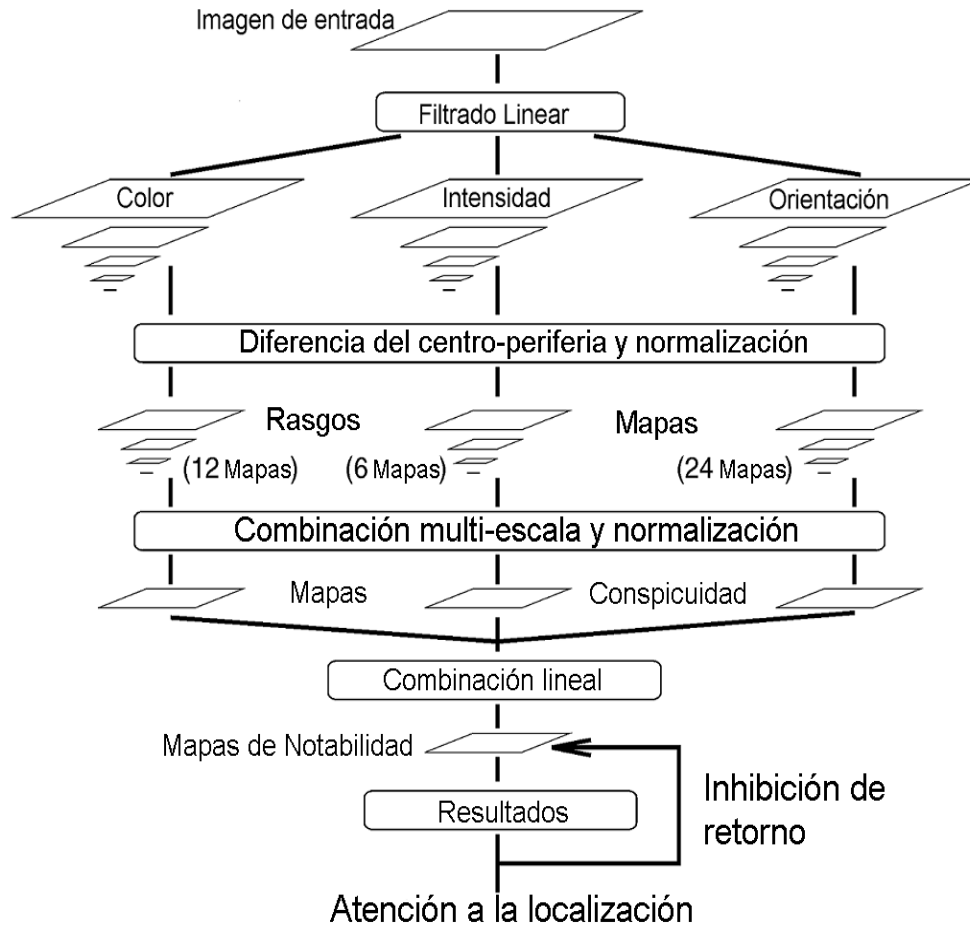 Imagen de entrada
Filtrado Linear
Color
Intensidad
Orientación
Diferencia del centro-periferia y normalización
Rasgos
Mapas
(12 Mapas)
(6 Mapas)
(24 Mapas)
Combinación multi-escala y normalización
Mapas
Conspicuidad
Combinación lineal
Mapas de Notabilidad
Resultados
Inhibición de
retorno
Atención a la localización